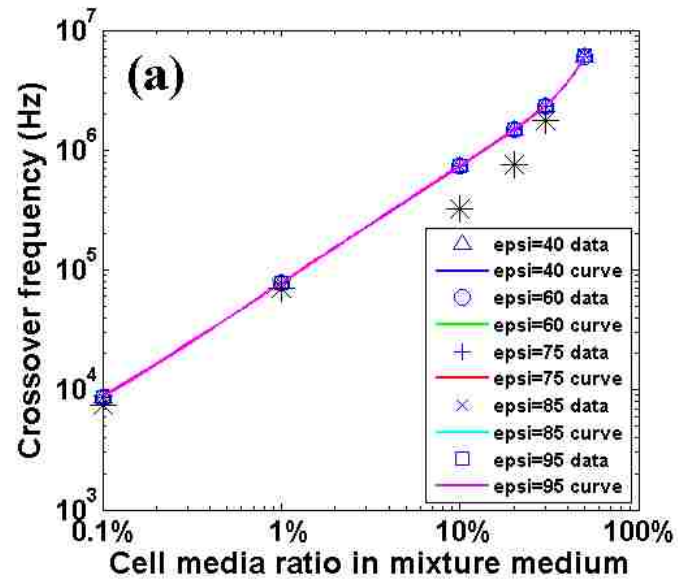 (a)
Crossover frequency (Hz)
10^7
10^6
10^5
10^4
10^3
epsi=40 data
epsi=40 curve
epsi=60 data
epsi=60 curve
epsi=75 data
epsi=75 curve
epsi=85 data
epsi=85 curve
epsi=95 data
epsi=95 curve
0.1% 1% 10% 100%
Cell media ratio in mixture medium